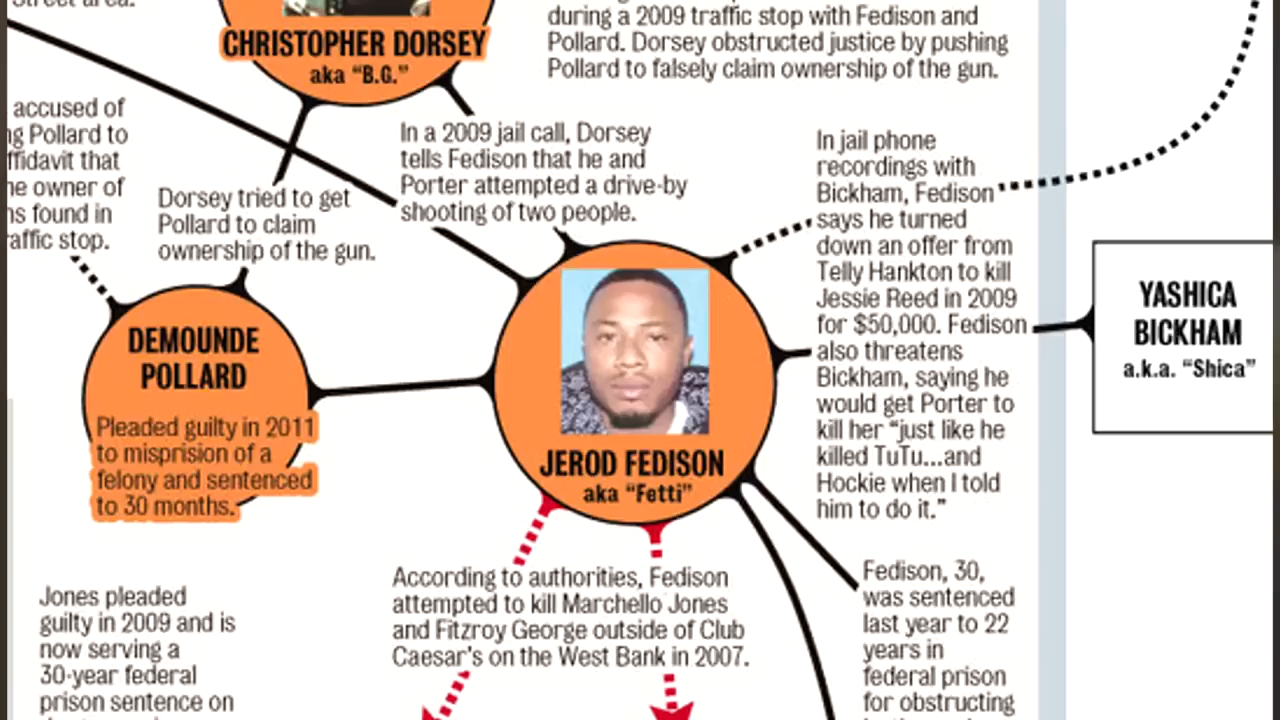 Street area.
CHRISTOPHER DORSEY
aka “B.G.”
during a 2009 traffic stop with Fedison and
Pollard. Dorsey obstructed justice by pushing
Pollard to falsely claim ownership of the gun.
accused of
ng Pollard to
ffidavit that
ne owner of
ns found in
raffic stop.
Dorsey tried to get
Pollard to claim
ownership of the gun.
In a 2009 jail call, Dorsey
tells Fedison that he and
Porter attempted a drive-by
shooting of two people.
In jail phone
recordings with
Bickham, Fedison
says he turned
down an offer from
Telly Hankton to kill
Jessie Reed in 2009
for $50,000. Fedison
also threatens
Bickham, saying he
would get Porter to
kill her “just like he
killed TuTu...and
Hockie when I told
him to do it.”
YASHICA
BICKHAM
a.k.a. “Shica”
DEMOUNDE
POLLARD
Pleaded guilty in 2011
to misprision of a
felony and sentenced
to 30 months.
JEROD FEDISON
aka “Fetti”
According to authorities, Fedison
attempted to kill Marchello Jones
and Fitzroy George outside of Club
Caesar’s on the West Bank in 2007.
Jones pleaded
guilty in 2009 and is
now serving a
30-year federal
prison sentence on
Fedison, 30,
was sentenced
last year to 22
years in
federal prison
for obstructing